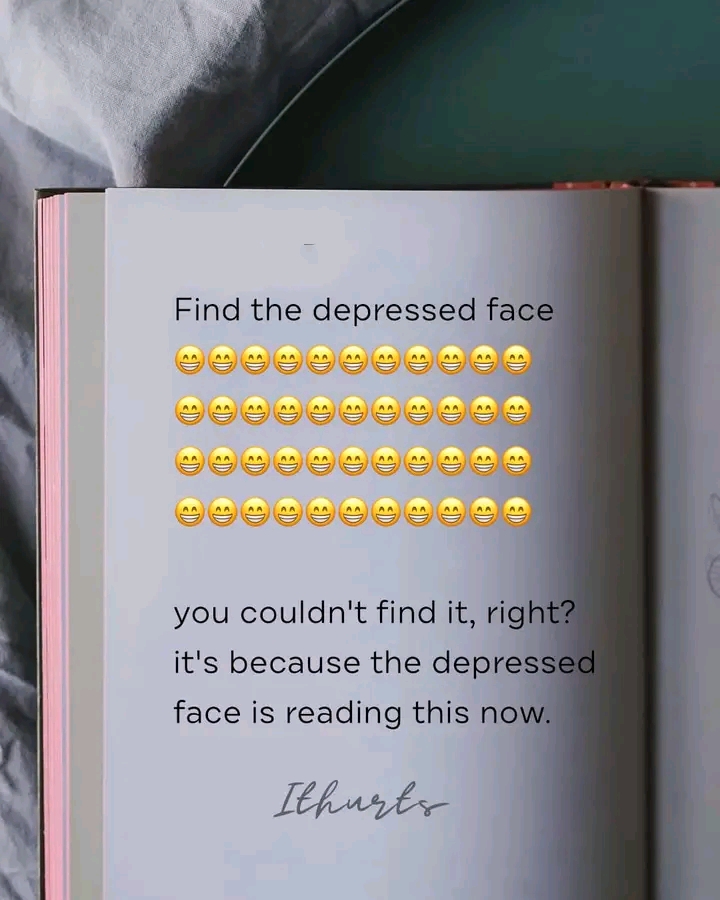 Find the depressed face
😁😁😁😁😁😁😁😁😁😁😁
😁😁😁😁😁😁😁😁😁😁😁
😁😁😁😁😁😁😁😁😁😁😁
😁😁😁😁😁😁😁😁😁😁😁
you couldn't find it, right?
it's because the depressed
face is reading this now.
Ithurts